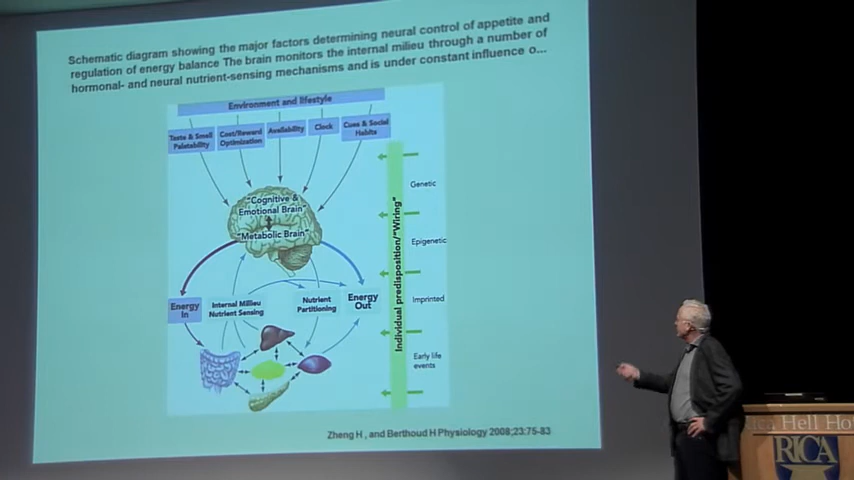 Schematic diagram showing the major factors determining neural control of appetite and
regulation of energy balance The brain monitors the internal milieu through a number of
hormonal- and neural nutrient-sensing mechanisms and is under constant influence o...
Environment and lifestyle
Taste & Smell
Palatability
Cost/Reward
Optimization
Availability
Clock
Cues & Social
Habits
"Cognitive &
Emotional Brain"
"Metabolic Brain"
Genetic
Epigenetic
Imprinted
Early life
events
Individual predisposition/"Wiring"
Energy
In
Internal Milieu
Nutrient Sensing
Nutrient
Partitioning
Energy
Out
Zheng H, and Berthoud H Physiology 2008;23:75-83
Hell Ho
RICA